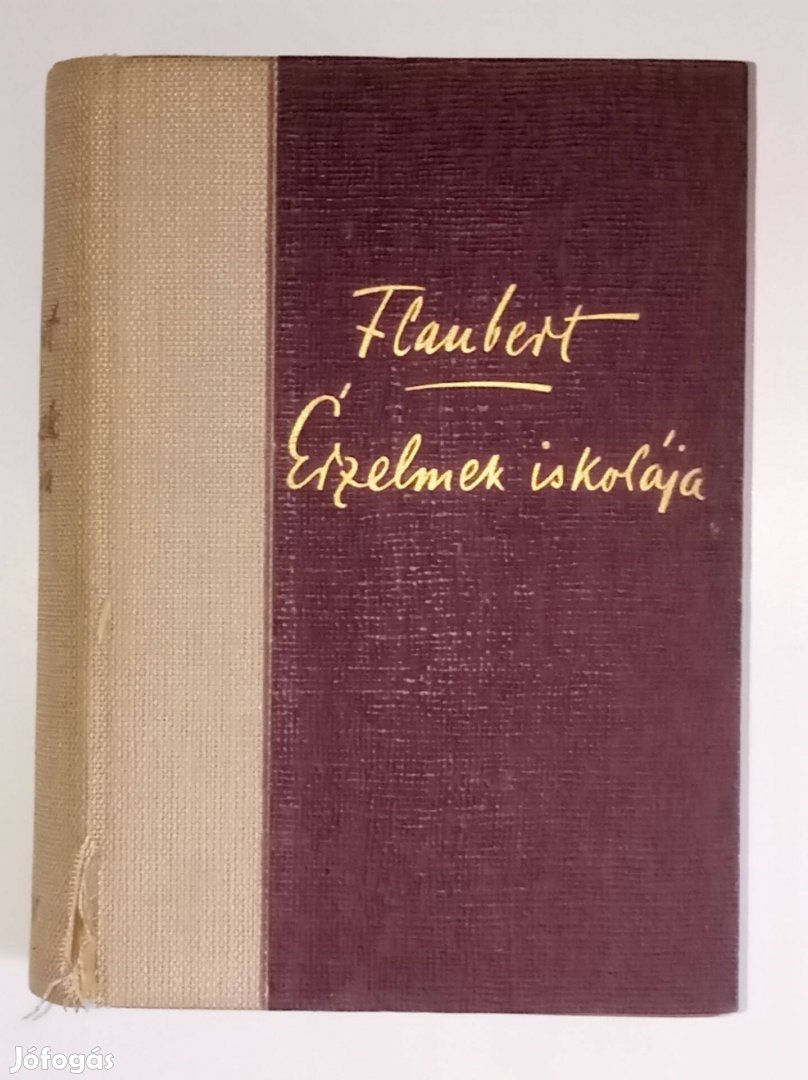 Flaubert
Érzelmek iskolája
Jófogás